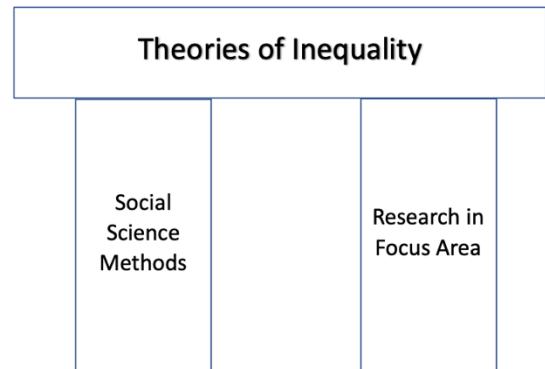 Theories of Inequality
Social
Science
Methods
Research in
Focus Area